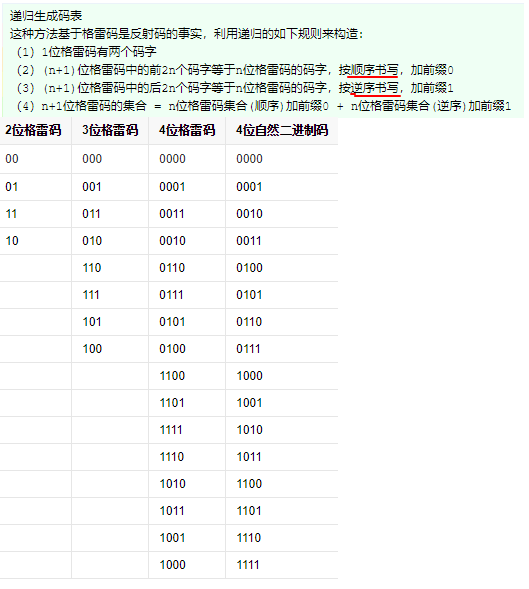 递归生成码表
这种方法基于格雷码是反射码的事实，利用递归的如下规则来构造：
(1) 1位格雷码有两个码字
(2) (n+1)位格雷码中的前2n个码字等于n位格雷码的码字，按顺序书写，加前缀0
(3) (n+1)位格雷码中的后2n个码字等于n位格雷码的码字，按逆序书写，加前缀1
(4) n+1位格雷码的集合 = n位格雷码集合(顺序)加前缀0 + n位格雷码集合(逆序)加前缀1
2位格雷码 3位格雷码 4位格雷码 4位自然二进制码
00 000 0000 0000
01 001 0001 0001
11 011 0011 0010
10 010 0010 0011
110 0110 0100
111 0111 0101
101 0101 0110
100 0100 0111
1100 1000
1101 1001
1111 1010
1110 1011
1010 1100
1011 1101
1001 1110
1000 1111